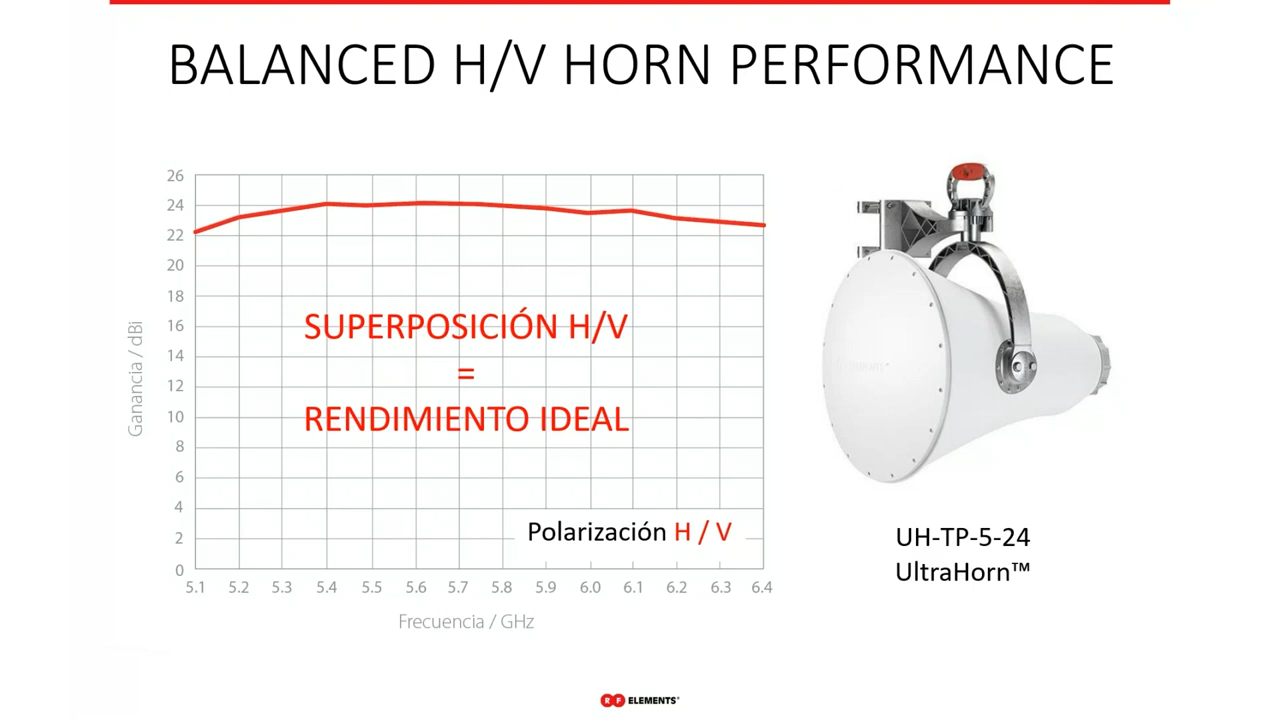 BALANCED H/V HORN PERFORMANCE
26
24
22
20
18
16
14
12
10
8
6
4
2
0
Ganancia / dBi
SUPERPOSICIÓN H/V
=
RENDIMIENTO IDEAL
Polarización H / V
5.1 5.2 5.3 5.4 5.5 5.6 5.7 5.8 5.9 6.0 6.1 6.2 6.3 6.4
Frecuencia / GHz
UH-TP-5-24
UltraHorn™
RF ELEMENTS®